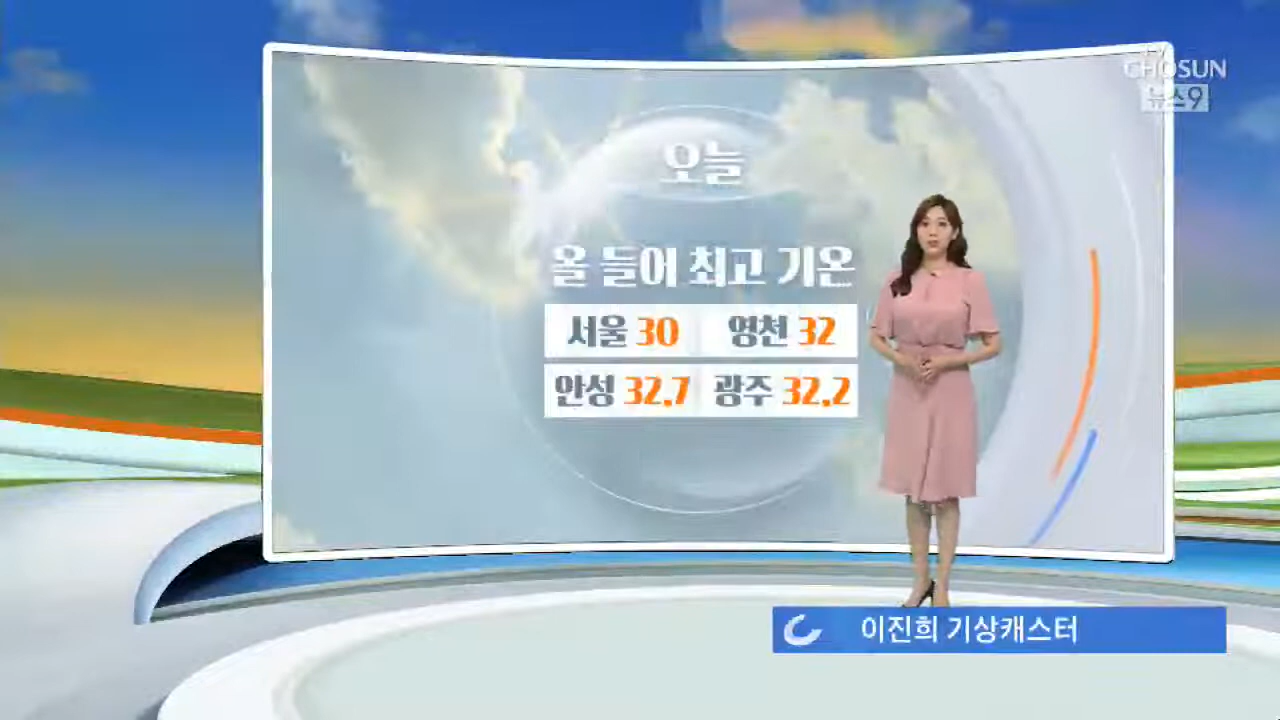 TV
CHOSUN
뉴스9
오늘
올 들어 최고 기온
서울 30 영천 32
안성 32.7 광주 32.2
이진희 기상캐스터